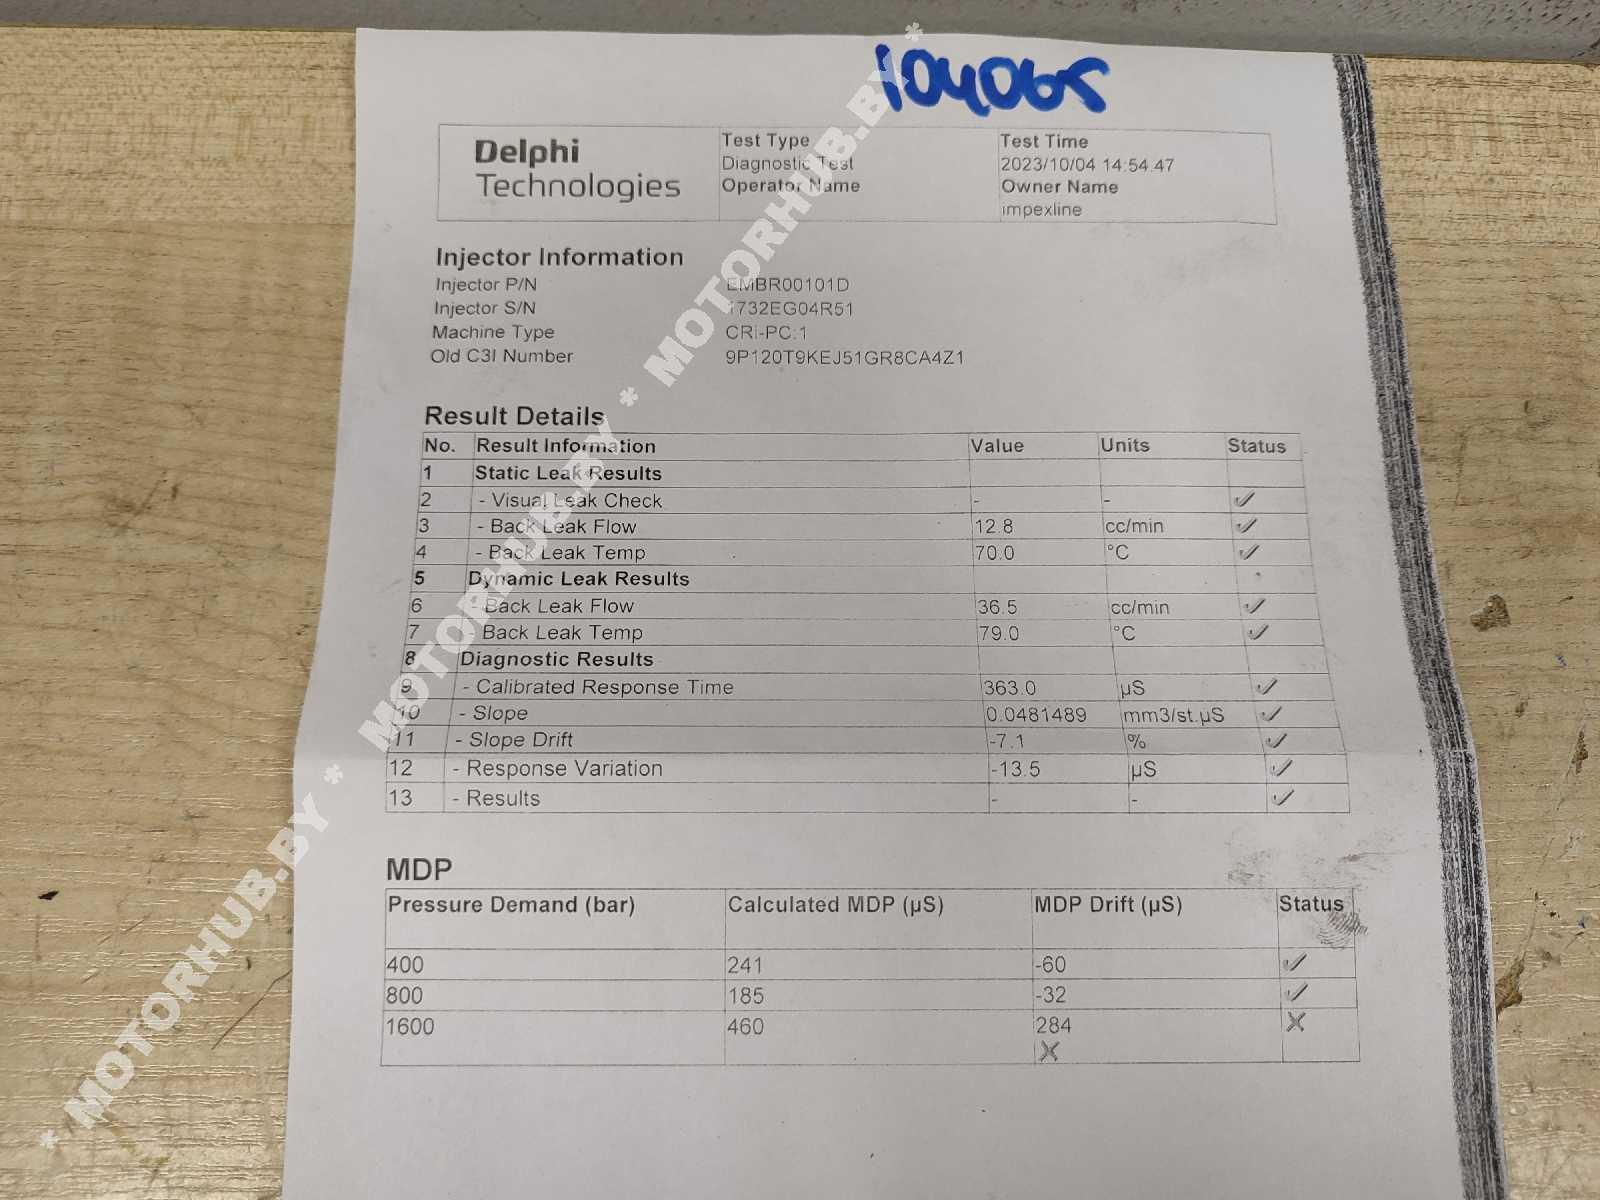 104065
Delphi
Technologies
Test Type
Diagnostic Test
Operator Name
Test Time
2023/10/04 14:54.47
Owner Name
impexline
Injector Information
Injector P/N EMBR00101D
Injector S/N 1732EG04R51
Machine Type CRi-PC:1
Old C3I Number 9P120T9KEJ51GR8CA4Z1
Result Details
No. Result Information Value Units Status
1 Static Leak Results
2 - Visual Leak Check - - ✓
3 - Back Leak Flow 12.8 cc/min ✓
4 - Back Leak Temp 70.0 °C ✓
5 Dynamic Leak Results
6 - Back Leak Flow 36.5 cc/min ✓
7 - Back Leak Temp 79.0 °C ✓
8 Diagnostic Results
9 - Calibrated Response Time 363.0 µS ✓
10 - Slope 0.0481489 mm3/st.µS ✓
11 - Slope Drift -7.1 % ✓
12 - Response Variation -13.5 µS ✓
13 - Results - - ✓
MDP
Pressure Demand (bar) Calculated MDP (µS) MDP Drift (µS) Status
400 241 -60 ✓
800 185 -32 ✓
1600 460 284 X
X
* MOTORHUB.BY * MOTORHUB.BY * MOTORHUB.BY *